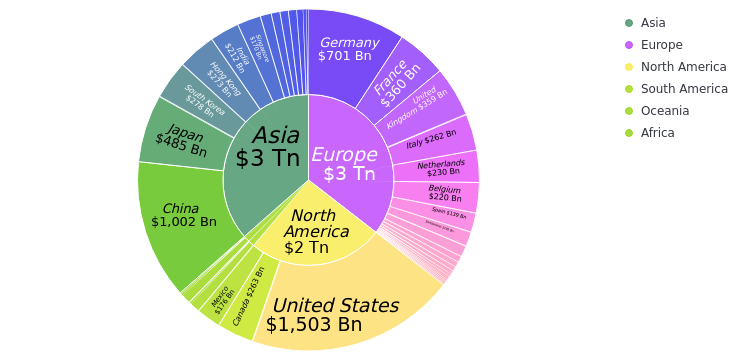 Germany
$701 Bn
France
$360 Bn
United
Kingdom $359 Bn
Italy $262 Bn
Netherlands
$230 Bn
Belgium
$220 Bn
Spain $139 Bn
Europe
$3 Tn
Asia
$3 Tn
North
America
$2 Tn
Singapore
$170 Bn
India
$212 Bn
Hong Kong
$273 Bn
South Korea
$278 Bn
Japan
$485 Bn
China
$1,002 Bn
Mexico
$176 Bn
Canada $263 Bn
United States
$1,503 Bn
Asia
Europe
North America
South America
Oceania
Africa